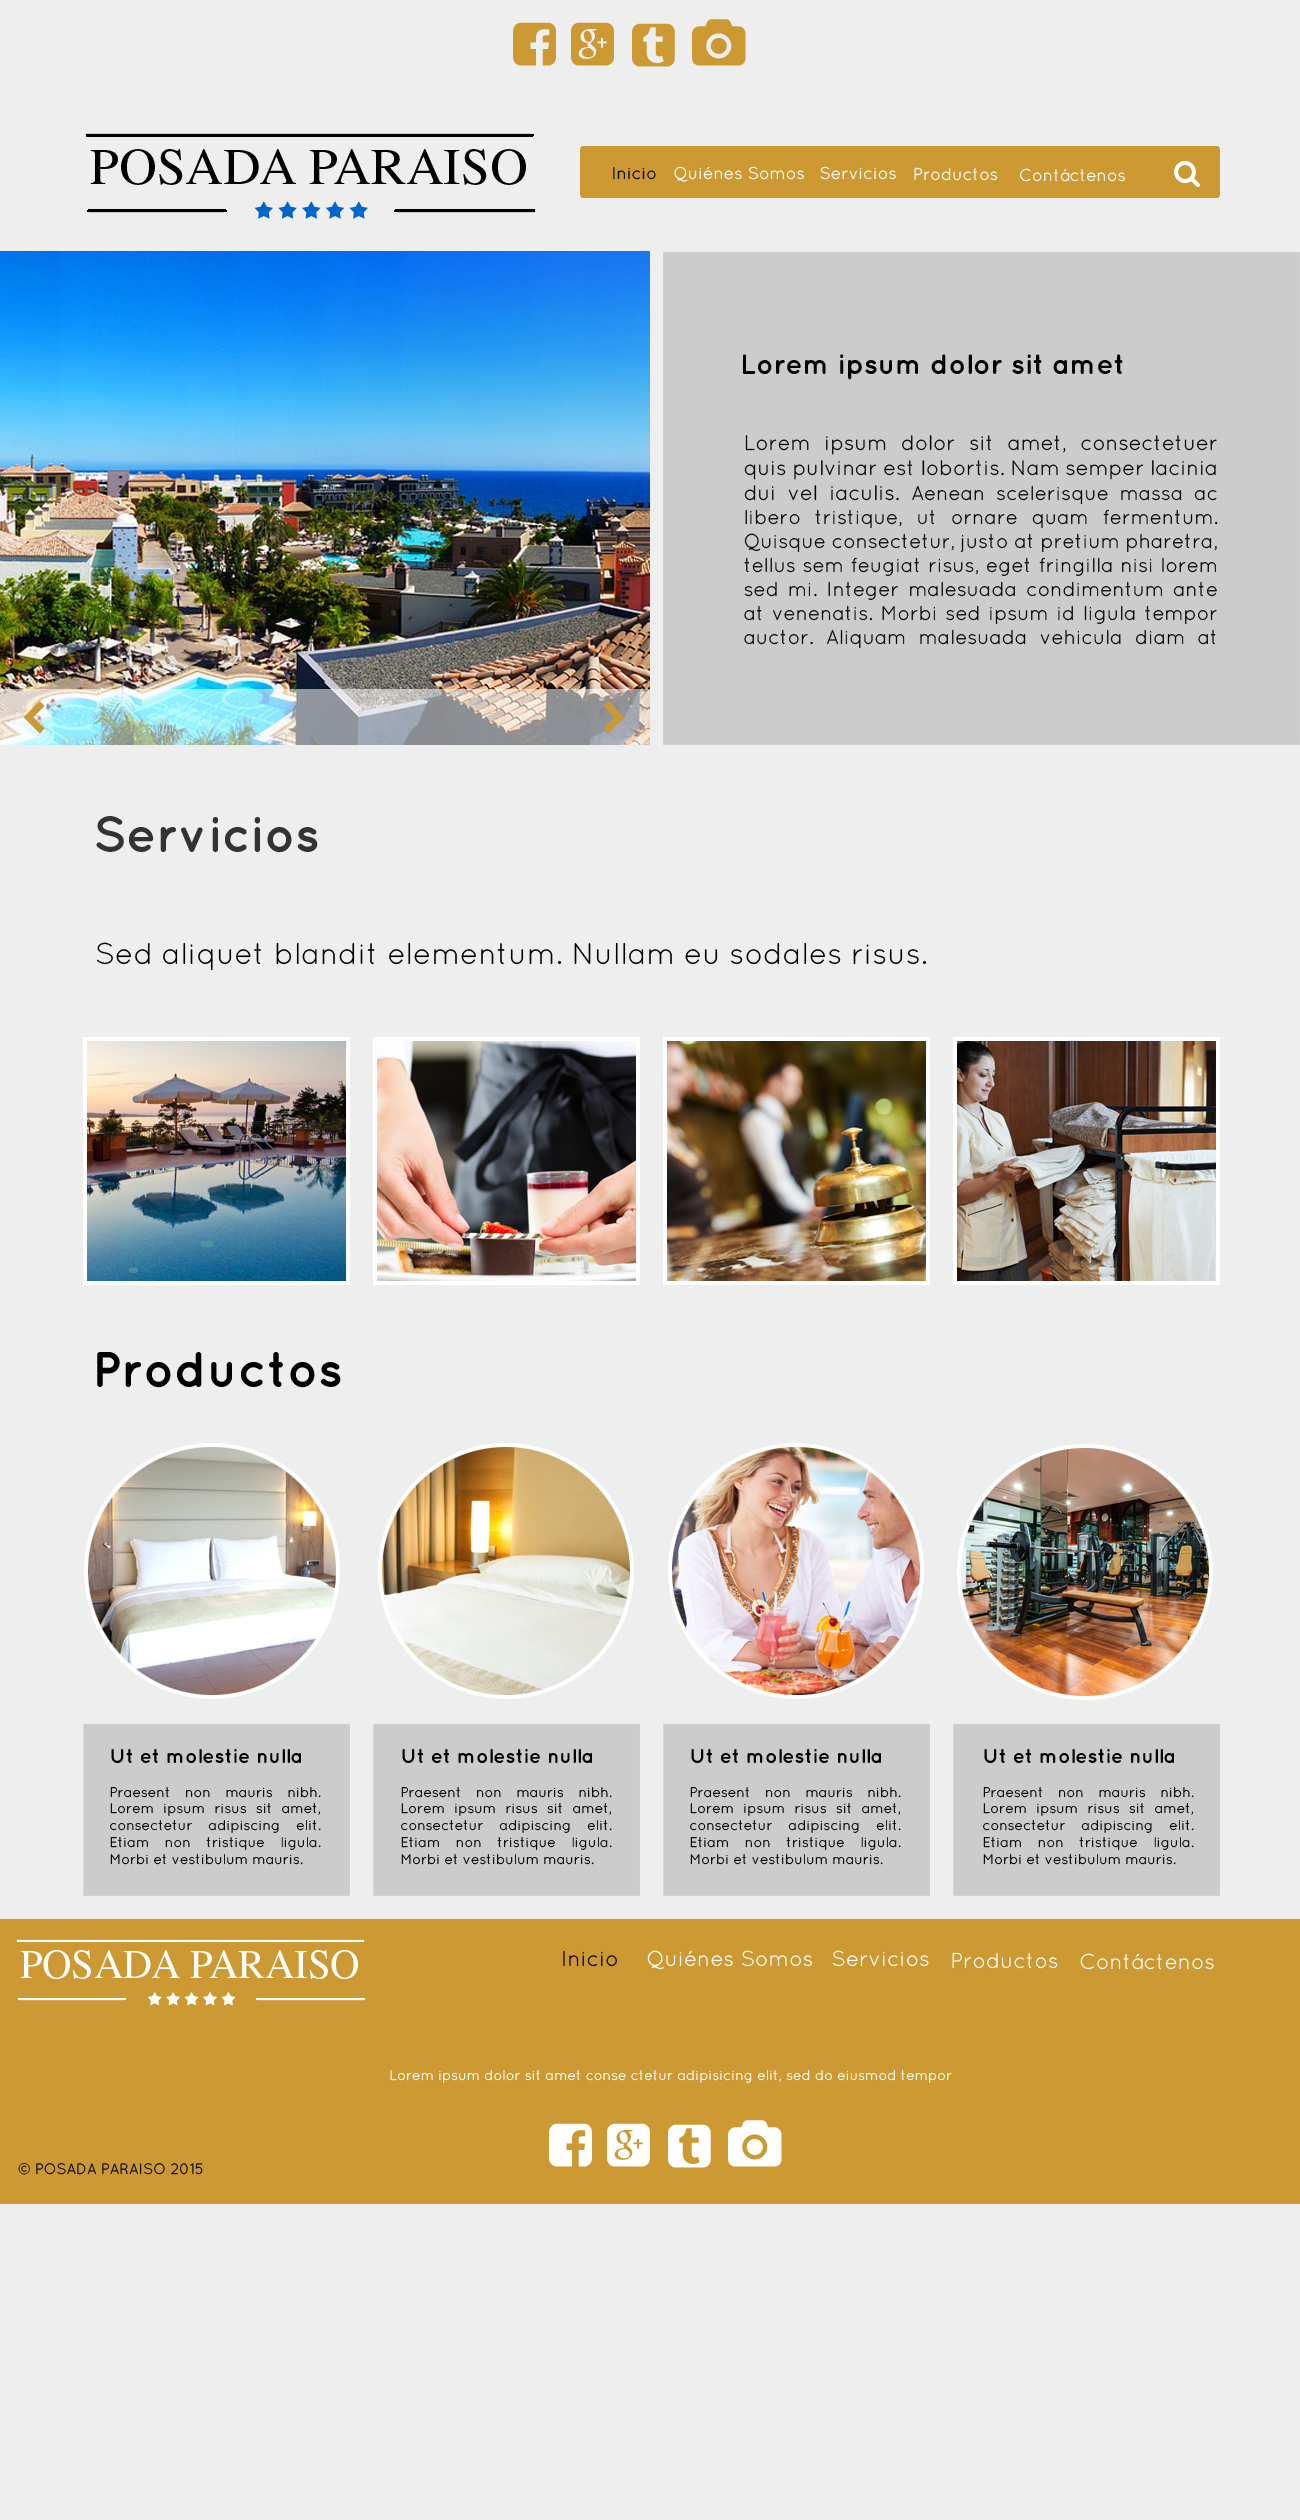 POSADA PARAISO
Inicio Quiénes Somos Servicios Productos Contáctenos
Lorem ipsum dolor sit amet
Lorem ipsum dolor sit amet, consectetuer
quis pulvinar est lobortis. Nam semper lacinia
dui vel iaculis. Aenean scelerisque massa ac
libero tristique, ut ornare quam fermentum.
Quisque consectetur, justo at pretium pharetra,
tellus sem feugiat risus, eget fringilla nisi lorem
sed mi. Integer malesuada condimentum ante
at venenatis. Morbi sed ipsum id ligula tempor
auctor. Aliquam malesuada vehicula diam at
Servicios
Sed aliquet blandit elementum. Nullam eu sodales risus.
Productos
Ut et molestie nulla
Praesent non mauris nibh.
Lorem ipsum risus sit amet,
consectetur adipiscing elit.
Etiam non tristique ligula.
Morbi et vestibulum mauris.
Ut et molestie nulla
Praesent non mauris nibh.
Lorem ipsum risus sit amet,
consectetur adipiscing elit.
Etiam non tristique ligula.
Morbi et vestibulum mauris.
Ut et molestie nulla
Praesent non mauris nibh.
Lorem ipsum risus sit amet,
consectetur adipiscing elit.
Etiam non tristique ligula.
Morbi et vestibulum mauris.
Ut et molestie nulla
Praesent non mauris nibh.
Lorem ipsum risus sit amet,
consectetur adipiscing elit.
Etiam non tristique ligula.
Morbi et vestibulum mauris.
POSADA PARAISO
Inicio Quiénes Somos Servicios Productos Contáctenos
Lorem ipsum dolor sit amet conse ctetur adipisicing elit, sed do eiusmod tempor
© POSADA PARAISO 2015